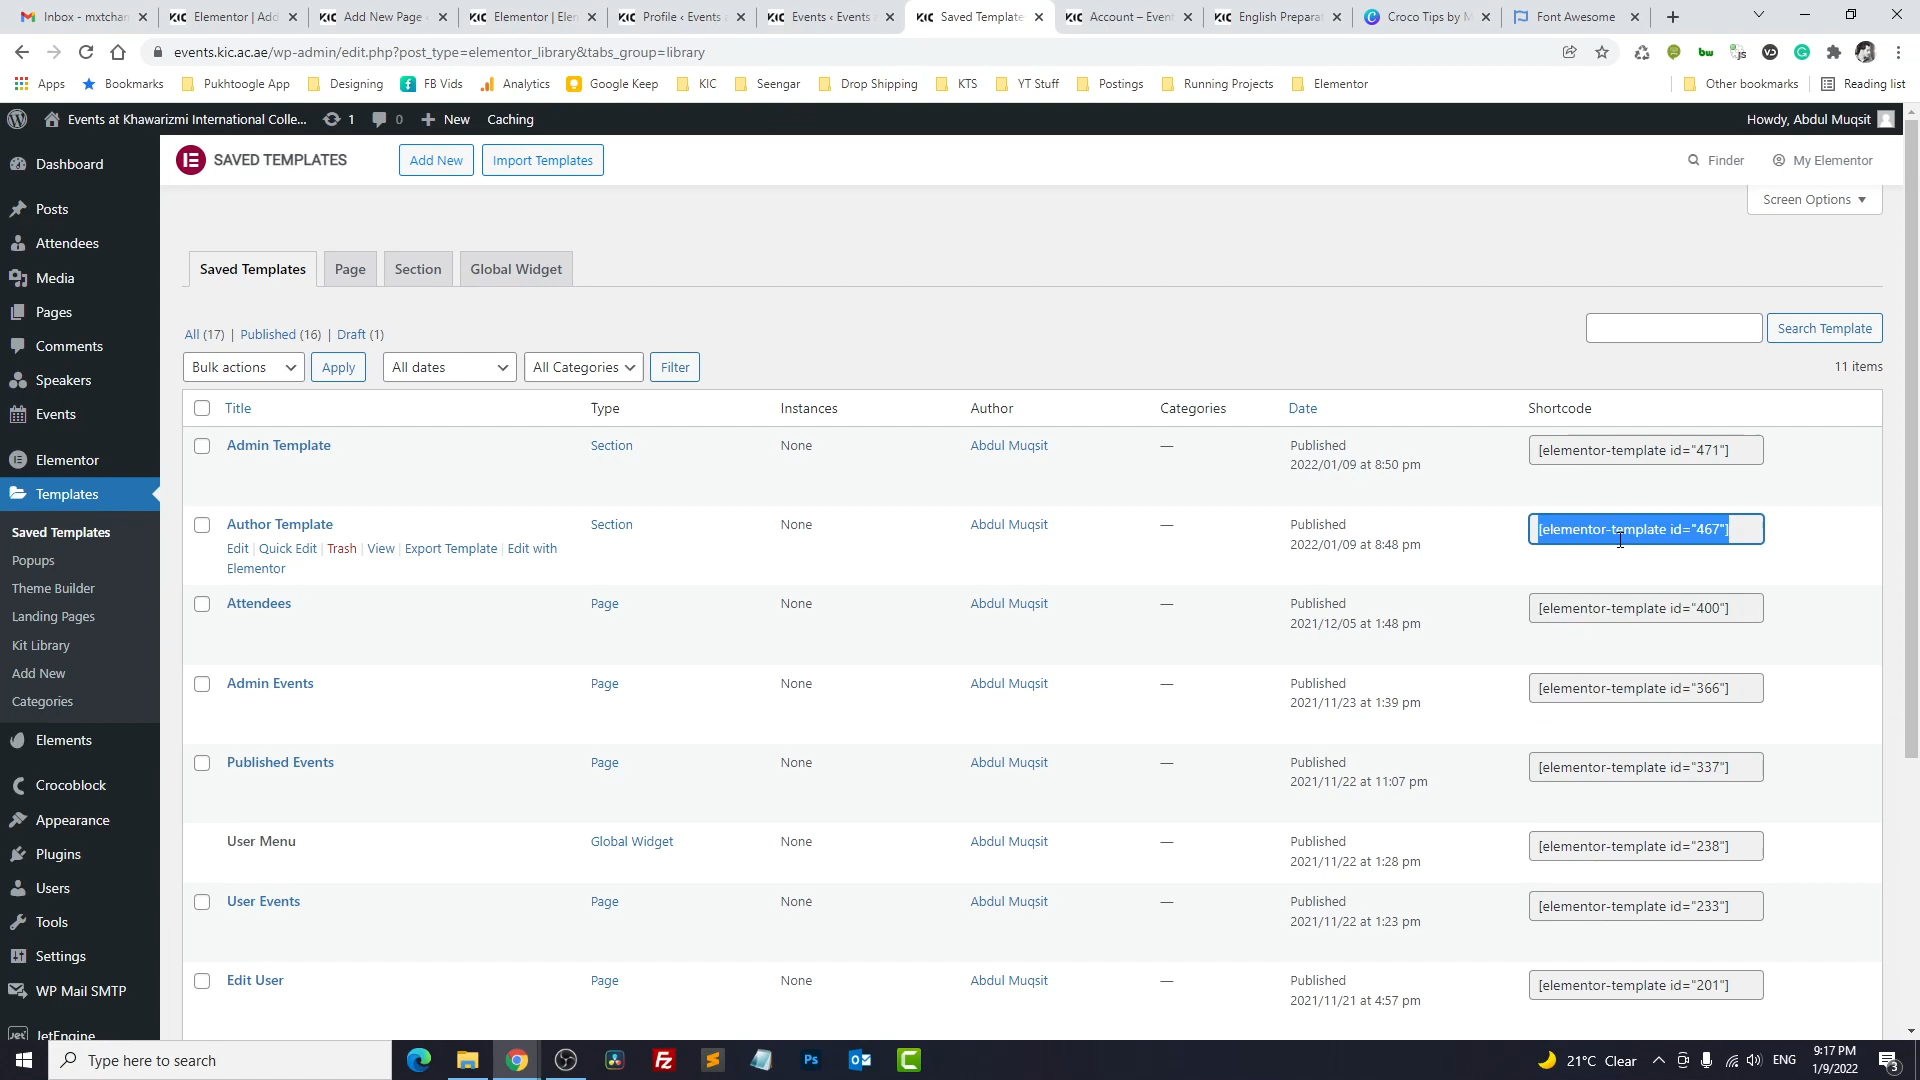 Inbox - mxtchan
Elementor | Add
Add New Page ‹
Elementor | Elen
Profile ‹ Events a
Events ‹ Events a
Saved Template
Account – Event
English Preparat
Croco Tips by M
Font Awesome
events.kic.ac.ae/wp-admin/edit.php?post_type=elementor_library&tabs_group=library
Apps
Bookmarks
Pukhtoogle App
Designing
FB Vids
Analytics
Google Keep
KIC
Seengar
Drop Shipping
KTS
YT Stuff
Postings
Running Projects
Elementor
Other bookmarks
Reading list
Events at Khawarizmi International Colle...
1
0
New
Caching
Howdy, Abdul Muqsit
Dashboard
Posts
Attendees
Media
Pages
Comments
Speakers
Events
Elementor
Templates
Saved Templates
Popups
Theme Builder
Landing Pages
Kit Library
Add New
Categories
Elements
Crocoblock
Appearance
Plugins
Users
Tools
Settings
WP Mail SMTP
JetEngine
SAVED TEMPLATES
Add New
Import Templates
Finder
My Elementor
Screen Options
Saved Templates
Page
Section
Global Widget
All (17) | Published (16) | Draft (1)
Search Template
Bulk actions
Apply
All dates
All Categories
Filter
11 items
Title Type Instances Author Categories Date Shortcode
Admin Template Section None Abdul Muqsit — Published [elementor-template id="471"]
2022/01/09 at 8:50 pm
Author Template Section None Abdul Muqsit — Published [elementor-template id="467"]
2022/01/09 at 8:48 pm
Edit | Quick Edit | Trash | View | Export Template | Edit with
Elementor
Attendees Page None Abdul Muqsit — Published [elementor-template id="400"]
2021/12/05 at 1:48 pm
Admin Events Page None Abdul Muqsit — Published [elementor-template id="366"]
2021/11/23 at 1:39 pm
Published Events Page None Abdul Muqsit — Published [elementor-template id="337"]
2021/11/22 at 11:07 pm
User Menu Global Widget None Abdul Muqsit — Published [elementor-template id="238"]
2021/11/22 at 1:28 pm
User Events Page None Abdul Muqsit — Published [elementor-template id="233"]
2021/11/22 at 1:23 pm
Edit User Page None Abdul Muqsit — Published [elementor-template id="201"]
2021/11/21 at 4:57 pm
Type here to search
21°C Clear
ENG
9:17 PM
1/9/2022
3